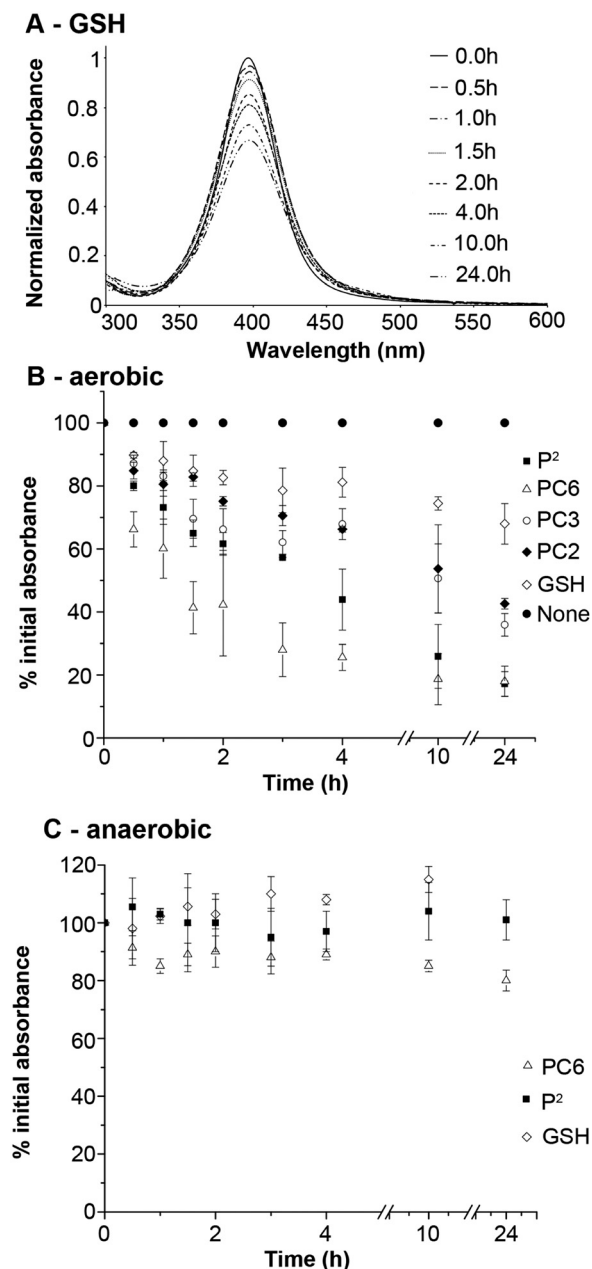 A - GSH
Normalized absorbance
1
0.8
0.6
0.4
0.2
0
300 350 400 450 500 550 600
Wavelength (nm)
0.0h
0.5h
1.0h
1.5h
2.0h
4.0h
10.0h
24.0h
B - aerobic
% initial absorbance
100
80
60
40
20
0
0 2 4 10 24
Time (h)
P²
PC6
PC3
PC2
GSH
None
C - anaerobic
% initial absorbance
120
100
80
60
40
20
0
0 2 4 10 24
Time (h)
PC6
P²
GSH